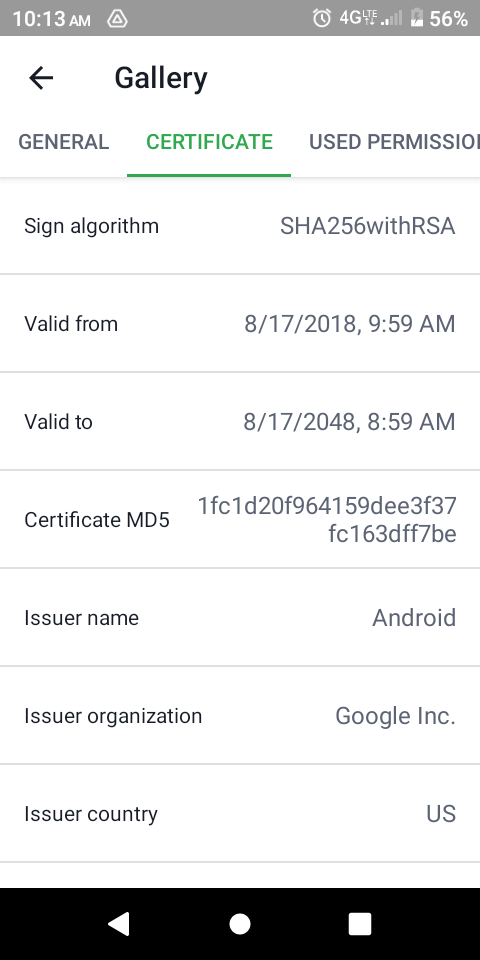 10:13 AM 4G LTE 56%
Gallery
GENERAL CERTIFICATE USED PERMISSIO
Sign algorithm SHA256withRSA
Valid from 8/17/2018, 9:59 AM
Valid to 8/17/2048, 8:59 AM
Certificate MD5 1fc1d20f964159dee3f37
fc163dff7be
Issuer name Android
Issuer organization Google Inc.
Issuer country US